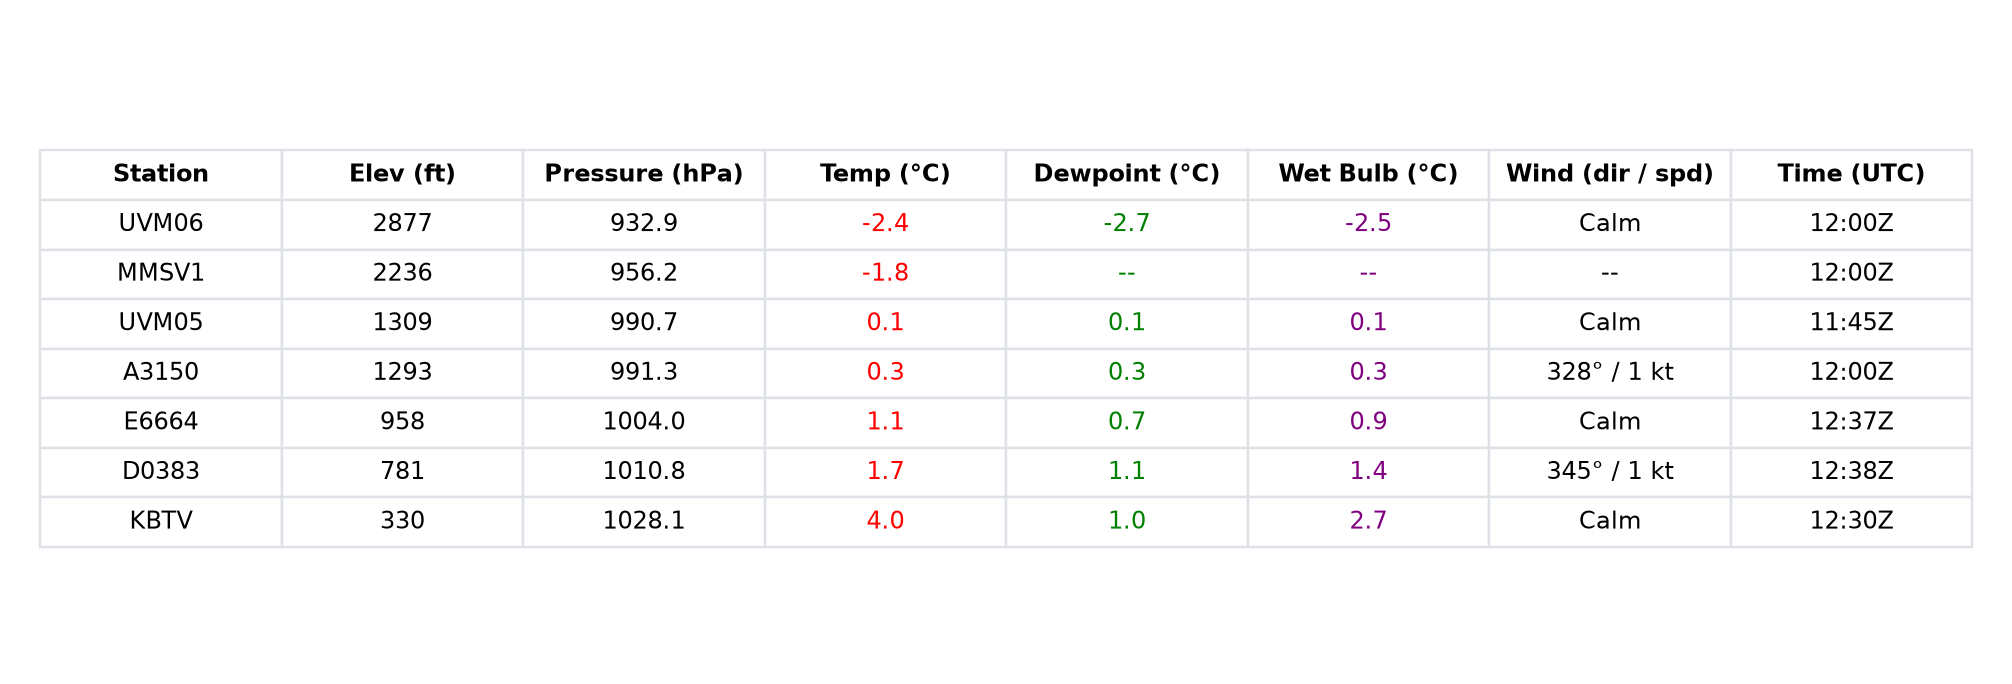 Station Elev (ft) Pressure (hPa) Temp (°C) Dewpoint (°C) Wet Bulb (°C) Wind (dir / spd) Time (UTC)
UVM06 2877 932.9 -2.4 -2.7 -2.5 Calm 12:00Z
MMSV1 2236 956.2 -1.8 -- -- -- 12:00Z
UVM05 1309 990.7 0.1 0.1 0.1 Calm 11:45Z
A3150 1293 991.3 0.3 0.3 0.3 328° / 1 kt 12:00Z
E6664 958 1004.0 1.1 0.7 0.9 Calm 12:37Z
D0383 781 1010.8 1.7 1.1 1.4 345° / 1 kt 12:38Z
KBTV 330 1028.1 4.0 1.0 2.7 Calm 12:30Z